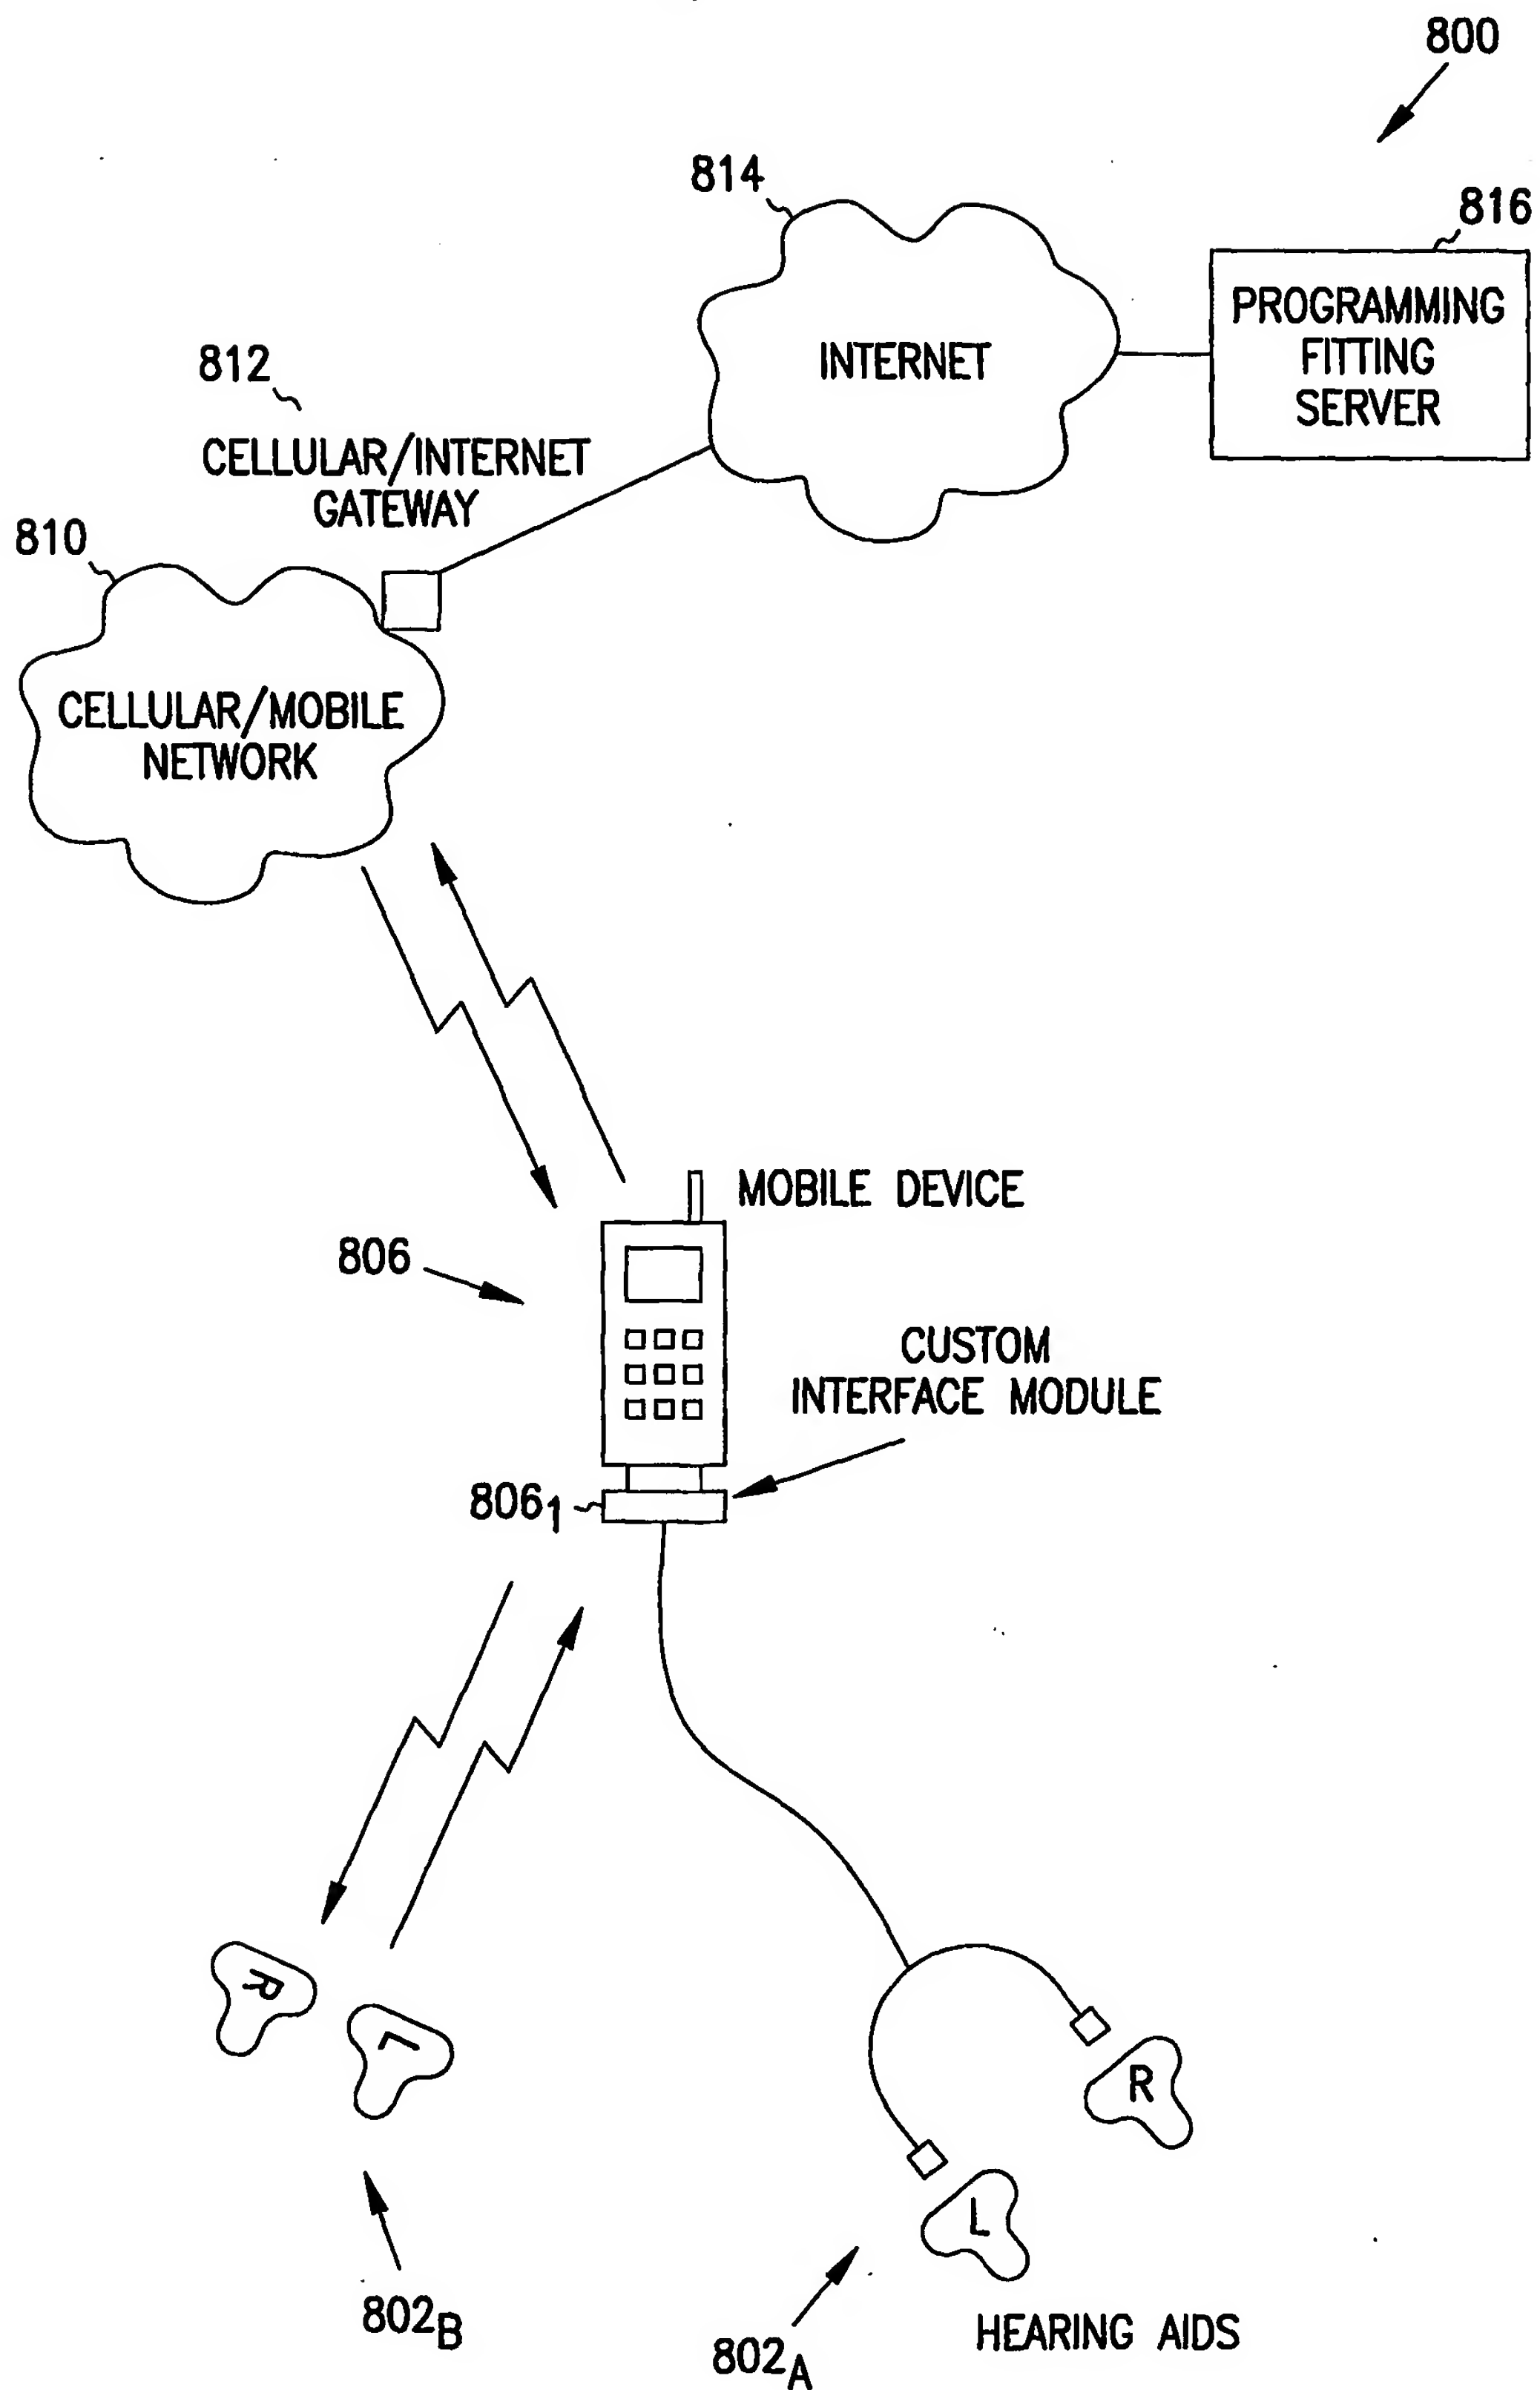 800
814
816
PROGRAMMING
FITTING
SERVER
INTERNET
812
CELLULAR/INTERNET
GATEWAY
810
CELLULAR/MOBILE
NETWORK
MOBILE DEVICE
806
CUSTOM
INTERFACE MODULE
806₁
R
L
R
L
802B
802A
HEARING AIDS